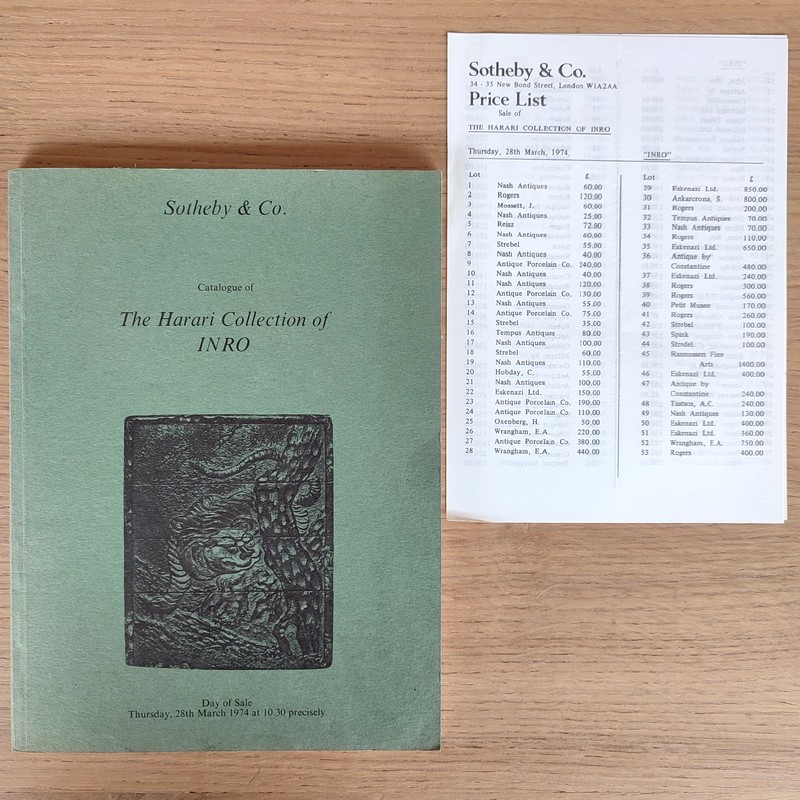 Sotheby & Co.
Catalogue of
The Harari Collection of
INRO
Day of Sale
Thursday, 28th March 1974 at 10.30 precisely
Sotheby & Co.
34 - 35 New Bond Street, London W1A2AA
Price List
Sale of
THE HARARI COLLECTION OF INRO
Thursday, 28th March, 1974. "INRO"
Lot £
1 Nash Antiques 60.00
2 Rogers 120.00
3 Mossatt, J. 60.00
4 Nash Antiques 25.00
5 Reisz 72.00
6 Nash Antiques 60.00
7 Strebel 55.00
8 Nash Antiques 40.00
9 Antique Porcelain Co. 240.00
10 Nash Antiques 40.00
11 Nash Antiques 120.00
12 Antique Porcelain Co. 130.00
13 Nash Antiques 55.00
14 Antique Porcelain Co. 75.00
15 Strebel 35.00
16 Tempus Antiques 80.00
17 Nash Antiques 100.00
18 Strebel 60.00
19 Nash Antiques 110.00
20 Hobday, C. 55.00
21 Nash Antiques 100.00
22 Eskenazi Ltd. 150.00
23 Antique Porcelain Co. 190.00
24 Antique Porcelain Co. 110.00
25 Oxenberg, H. 50.00
26 Wrangham, E.A. 220.00
27 Antique Porcelain Co. 380.00
28 Wrangham, E.A. 440.00
Lot £
29 Eskenazi Ltd. 850.00
30 Ankarcrona, S. 800.00
31 Rogers 200.00
32 Tempus Antiques 70.00
33 Nash Antiques 70.00
34 Rogers 110.00
35 Eskenazi Ltd. 650.00
36 Antique by
Constantine 480.00
37 Eskenazi Ltd. 240.00
38 Rogers 300.00
39 Rogers 560.00
40 Petit Musee 170.00
41 Rogers 260.00
42 Strebel 100.00
43 Spink 190.00
44 Strebel 100.00
45 Rasmussen Fine
Arts 1400.00
46 Eskenazi Ltd. 400.00
47 Antique by
Constantine 240.00
48 Tsatsos, A.C. 240.00
49 Nash Antiques 130.00
50 Eskenazi Ltd. 400.00
51 Eskenazi Ltd. 360.00
52 Wrangham, E.A. 750.00
53 Rogers 400.00